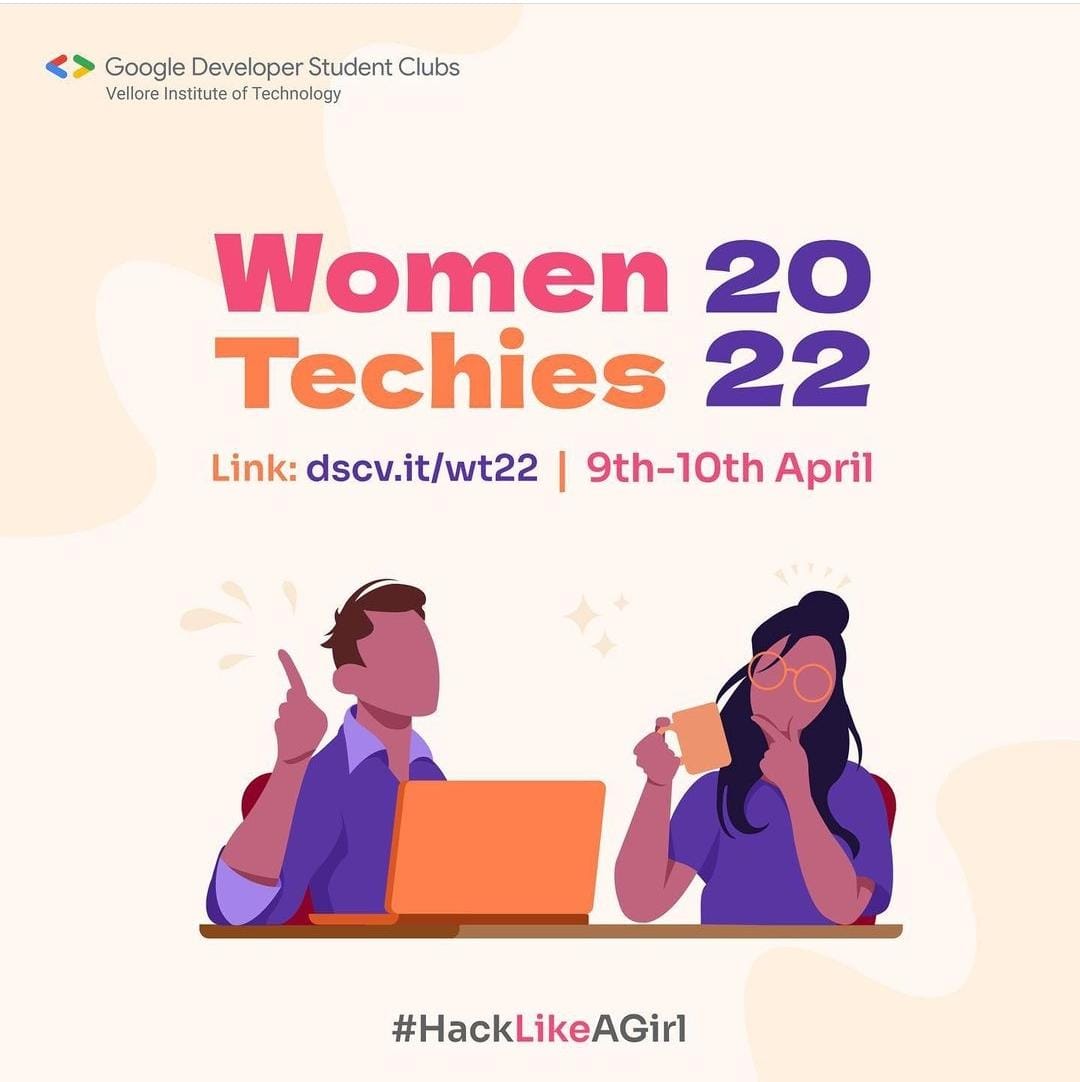 Google Developer Student Clubs
Vellore Institute of Technology
Women 20
Techies 22
Link: dscv.it/wt22 | 9th-10th April
#HackLikeAGirl